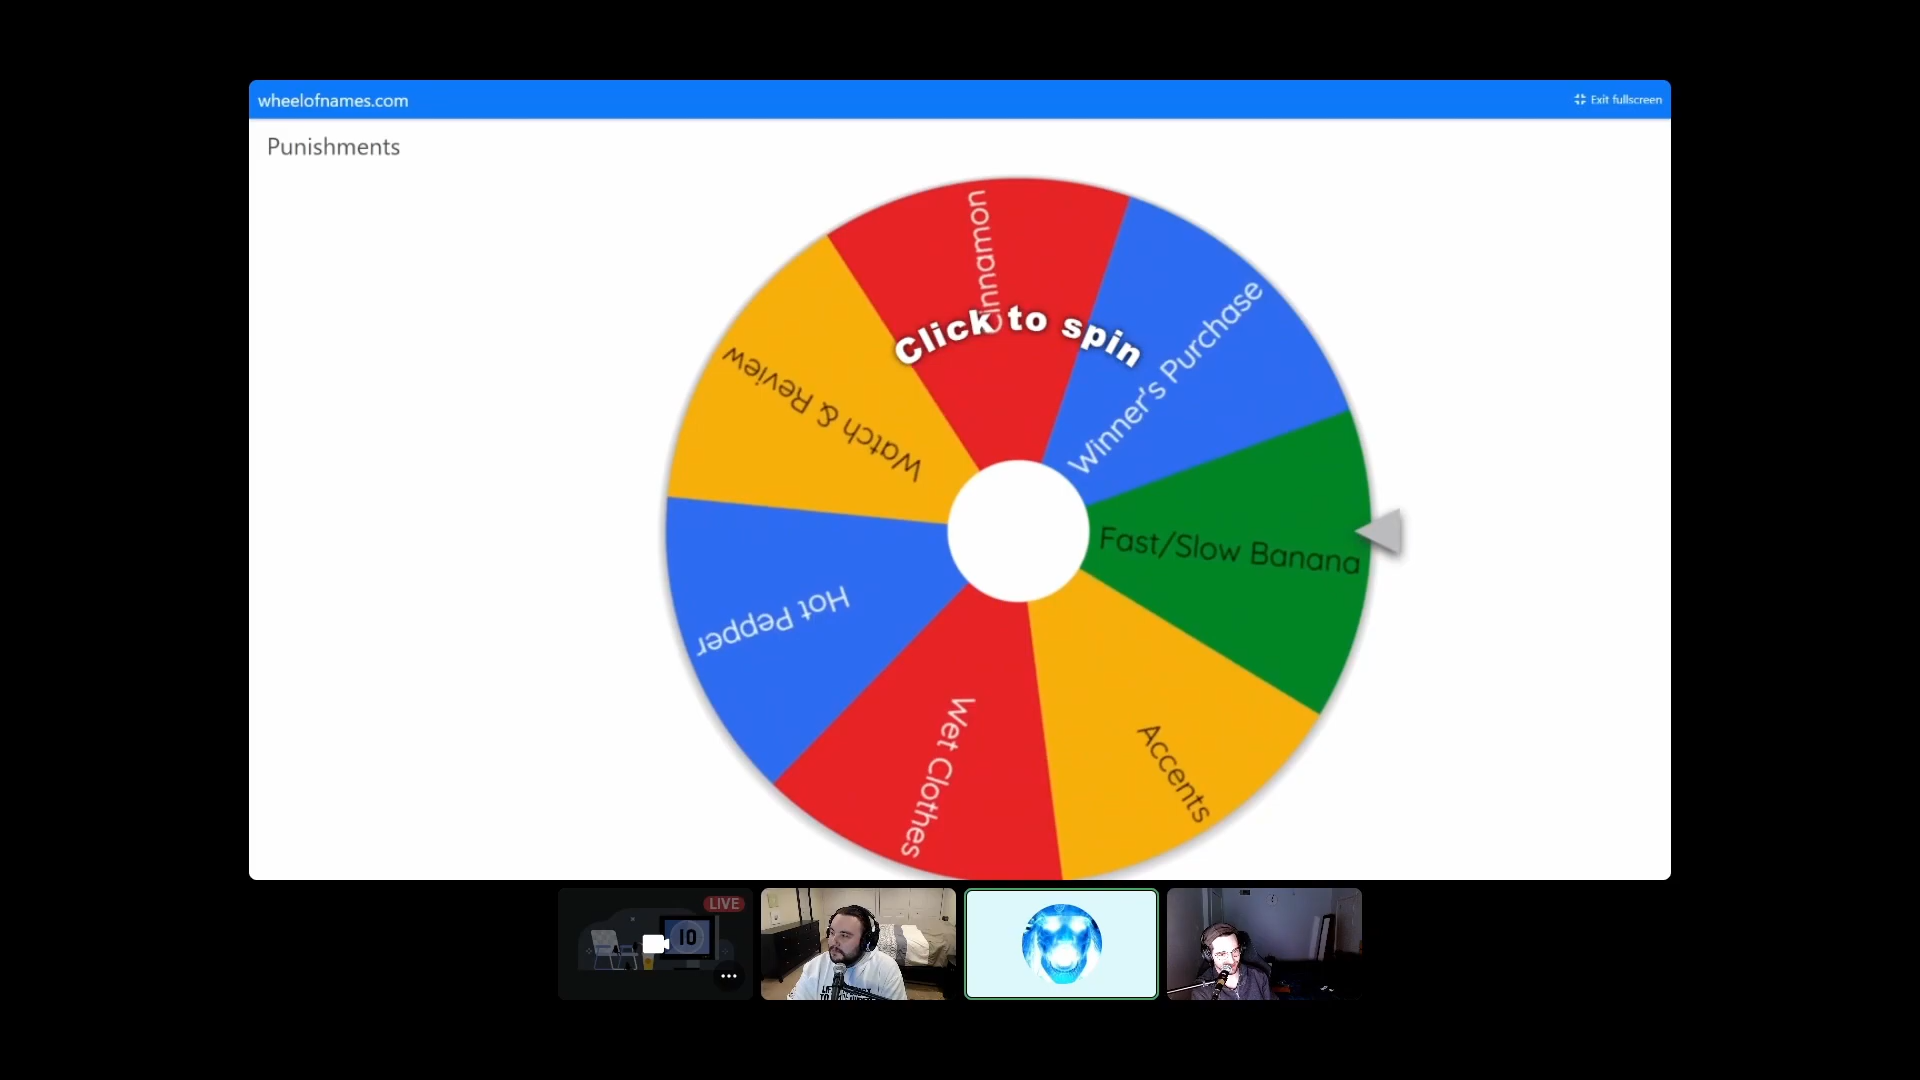 wheelofnames.com
Exit fullscreen
Punishments
Cinnamon
Click to spin
Winner's Purchase
Watch & Review
Fast/Slow Banana
Hot Pepper
Wet Clothes
Accents
LIVE
10